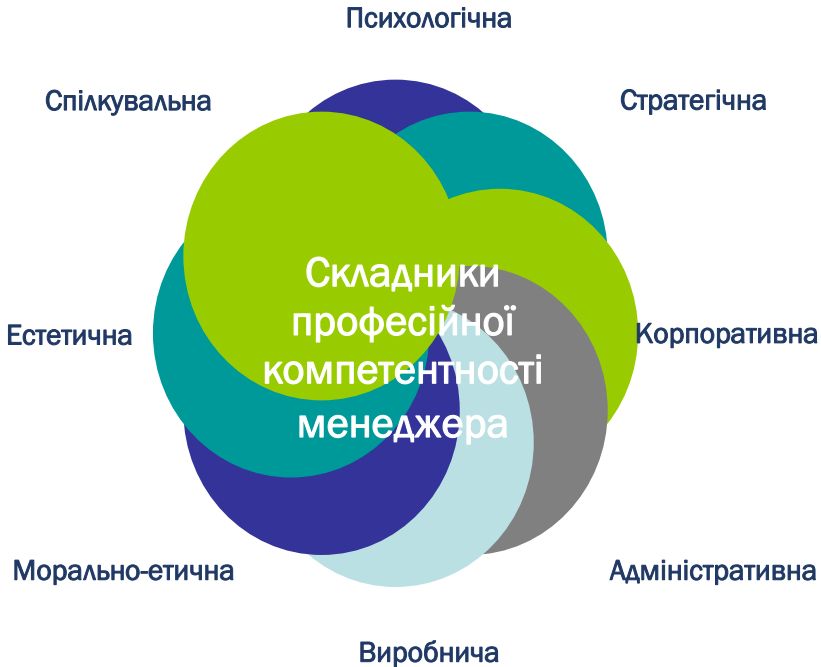 Психологічна
Спілкувальна
Стратегічна
Складники
професійної
компетентності
менеджера
Естетична
Корпоративна
Морально-етична
Адміністративна
Виробнича